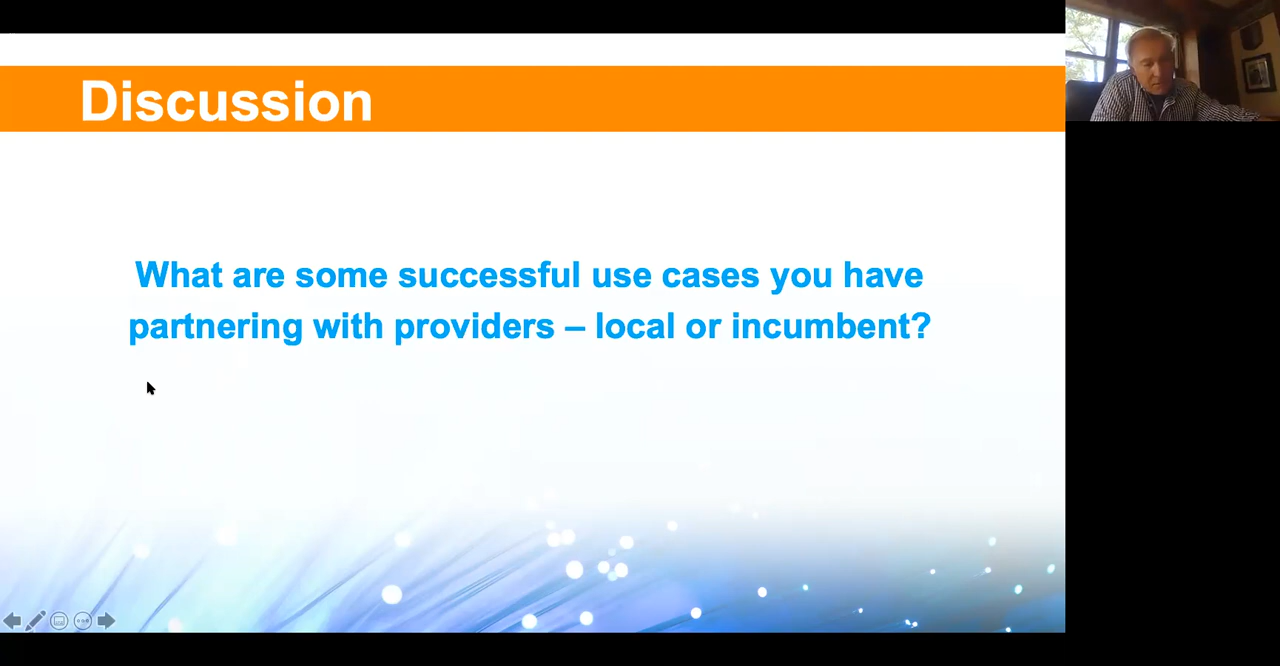 Discussion
What are some successful use cases you have
partnering with providers – local or incumbent?